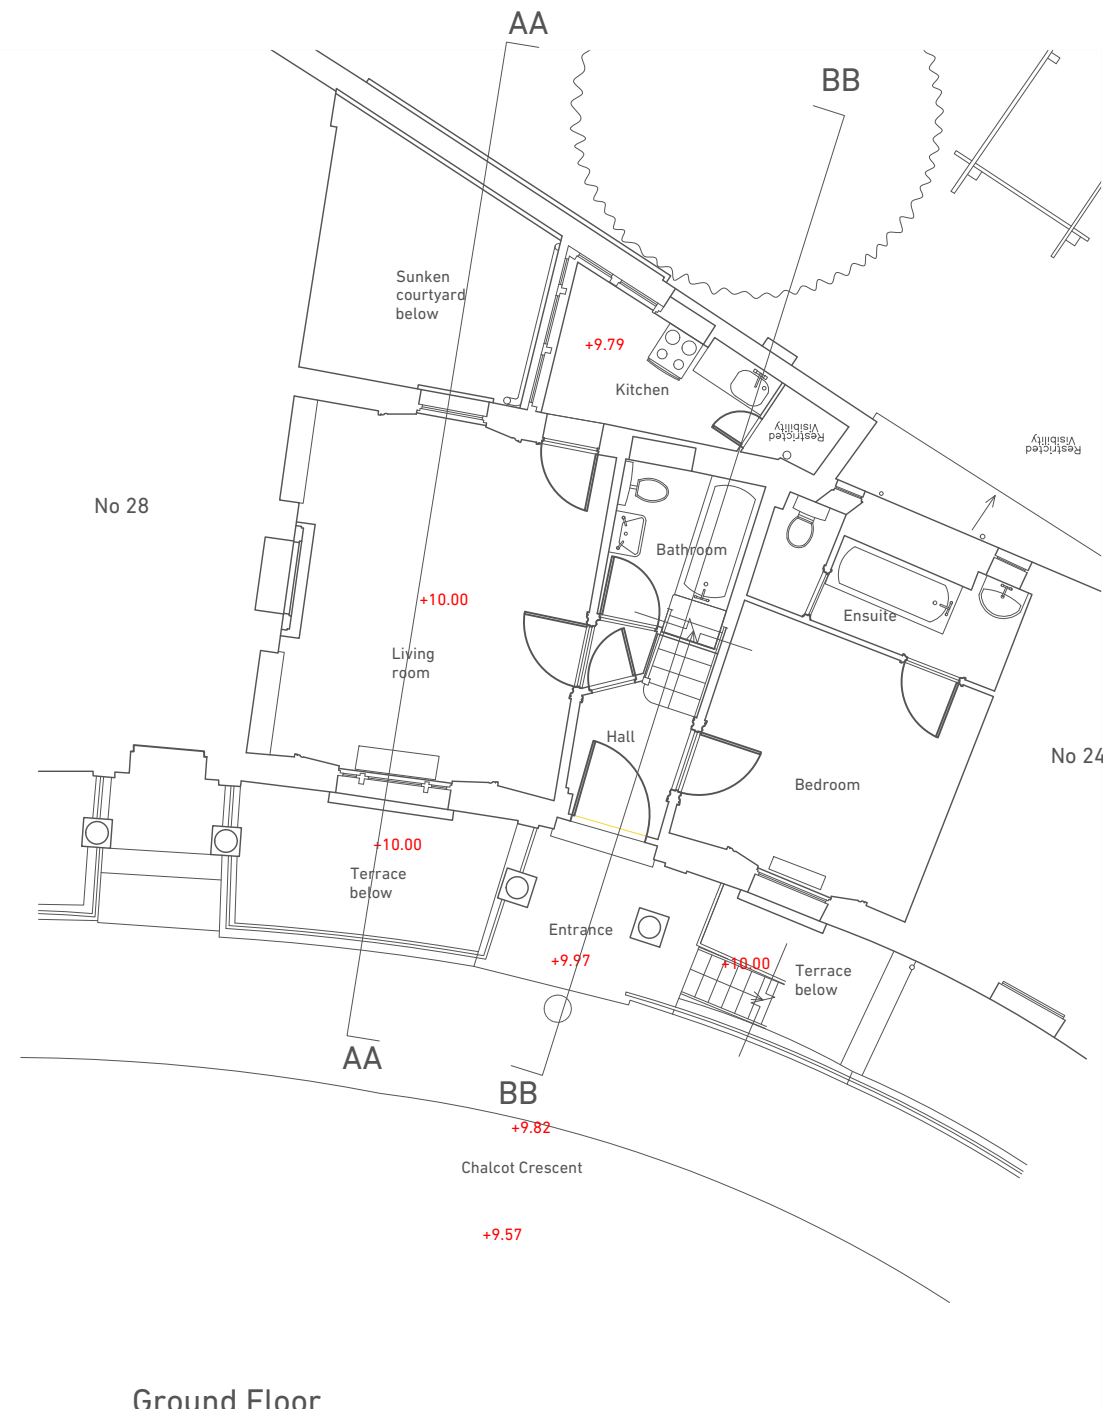 AA
BB
Sunken
courtyard
below
+9.79
Kitchen
Restricted
Visibility
Restricted
Visibility
No 28
Bathroom
+10.00
Ensuite
Living
room
Hall
No 24
Bedroom
+10.00
Terrace
below
Entrance
+9.97
+10.00
Terrace
below
AA
BB
+9.82
Chalcot Crescent
+9.57
Ground Floor